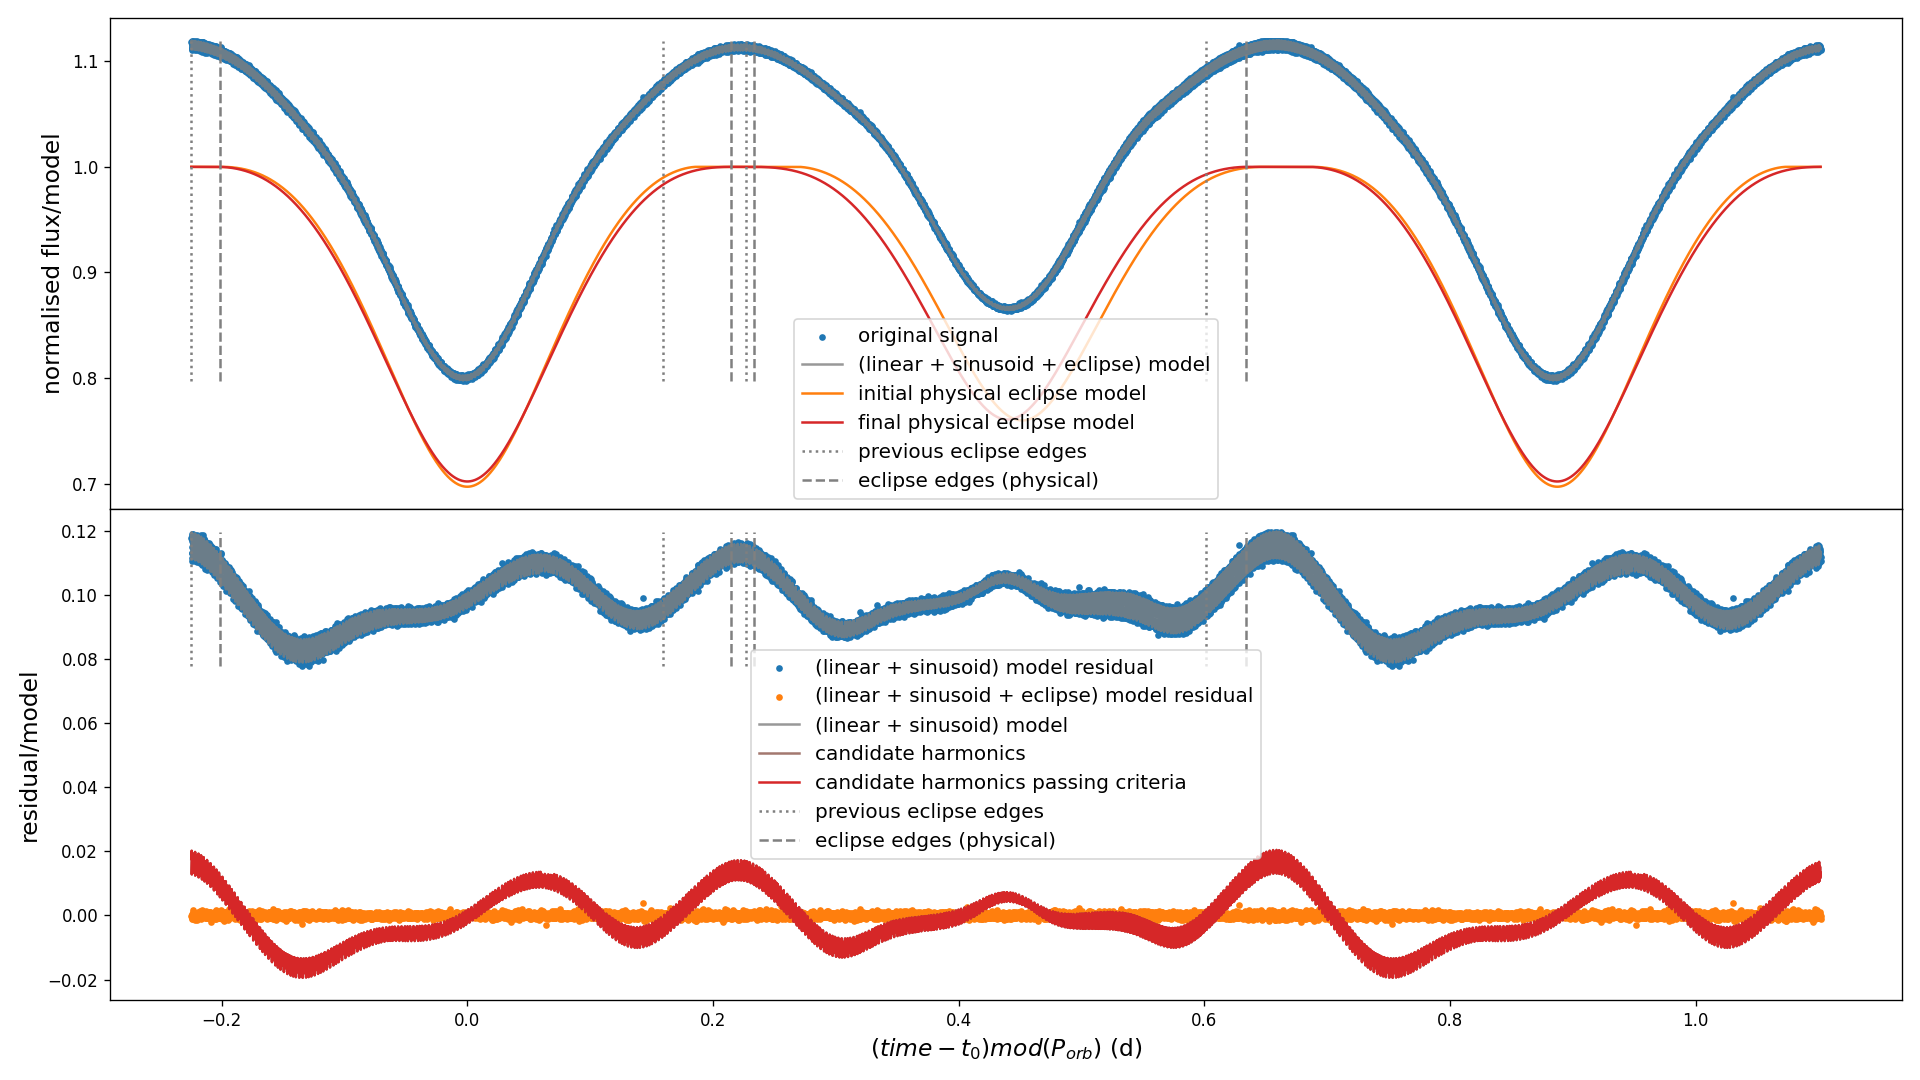 normalised flux/model
1.1
1.0
0.9
0.8
0.7
original signal
(linear + sinusoid + eclipse) model
initial physical eclipse model
final physical eclipse model
previous eclipse edges
eclipse edges (physical)
residual/model
0.12
0.10
0.08
0.06
0.04
0.02
0.00
−0.02
(linear + sinusoid) model residual
(linear + sinusoid + eclipse) model residual
(linear + sinusoid) model
candidate harmonics
candidate harmonics passing criteria
previous eclipse edges
eclipse edges (physical)
−0.2 0.0 0.2 0.4 0.6 0.8 1.0
(time − t₀)mod(Pₒᵣb) (d)